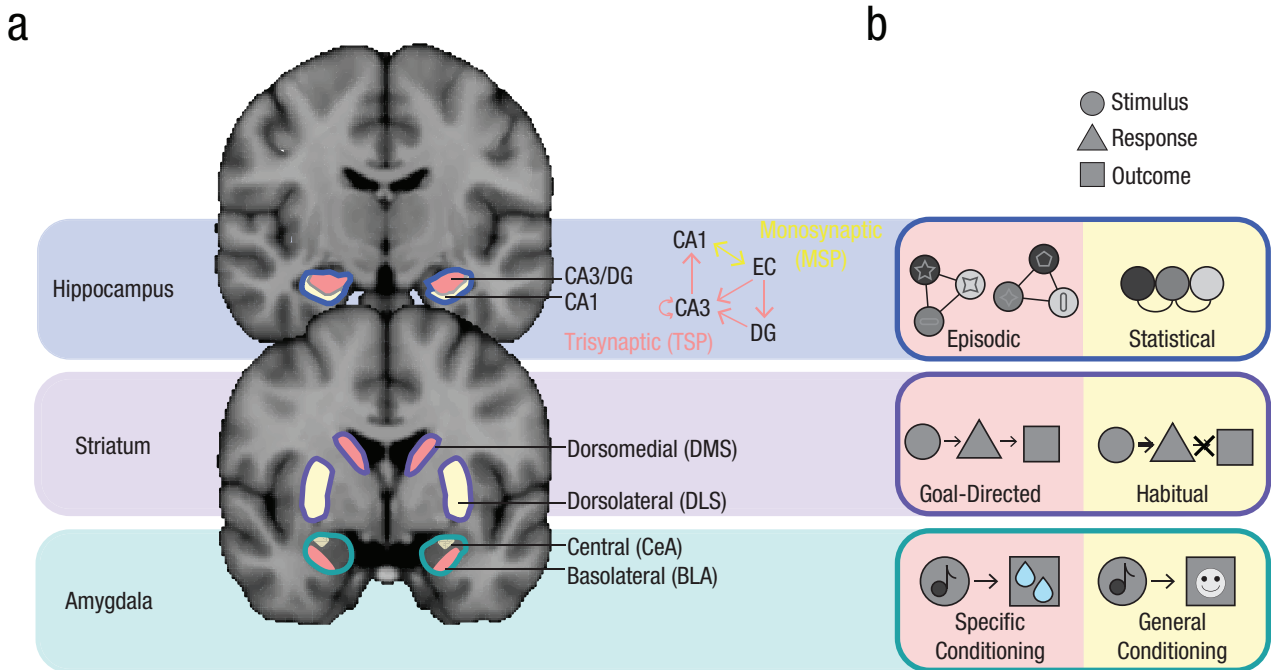 a
b
Stimulus
Response
Outcome
Hippocampus
CA3/DG
CA1
CA1
Monosynaptic
(MSP)
EC
CA3
DG
Trisynaptic (TSP)
Episodic
Statistical
Striatum
Dorsomedial (DMS)
Dorsolateral (DLS)
Goal-Directed
Habitual
Amygdala
Central (CeA)
Basolateral (BLA)
Specific
Conditioning
General
Conditioning